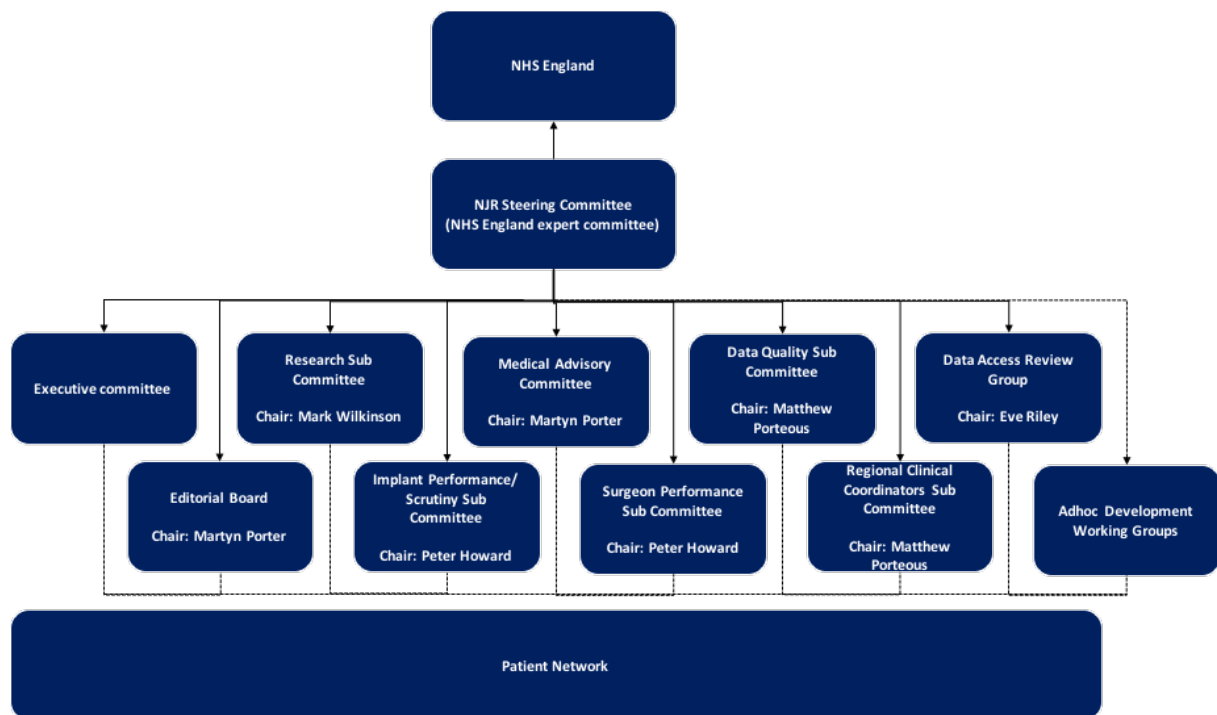 NHS England
NJR Steering Committee
(NHS England expert committee)
Executive committee
Research Sub
Committee
Chair: Mark Wilkinson
Medical Advisory
Committee
Chair: Martyn Porter
Data Quality Sub
Committee
Chair: Matthew
Porteous
Data Access Review
Group
Chair: Eve Riley
Editorial Board
Chair: Martyn Porter
Implant Performance/
Scrutiny Sub
Committee
Chair: Peter Howard
Surgeon Performance
Sub Committee
Chair: Peter Howard
Regional Clinical
Coordinators Sub
Committee
Chair: Matthew
Porteous
Adhoc Development
Working Groups
Patient Network